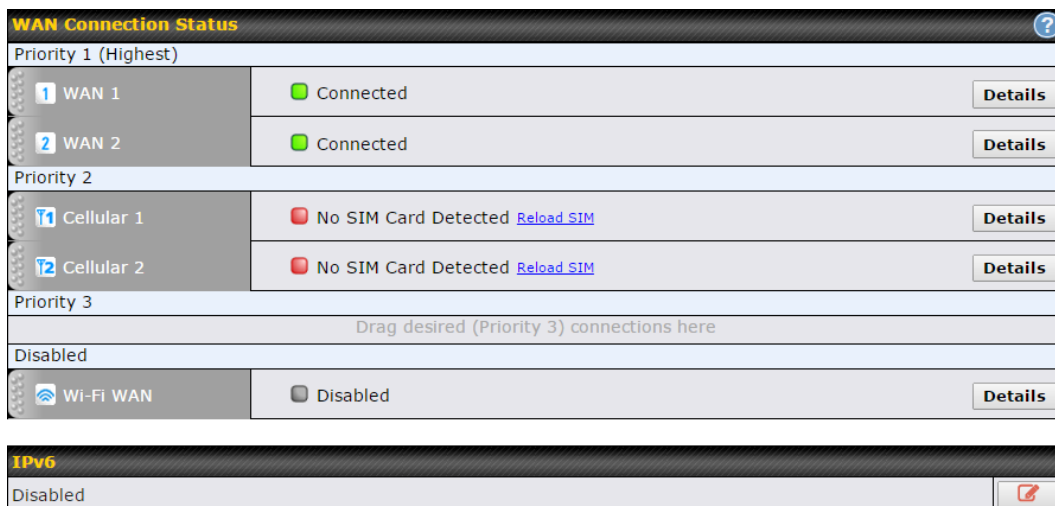 WAN Connection Status
?
Priority 1 (Highest)
1 WAN 1 Connected Details
2 WAN 2 Connected Details
Priority 2
1 Cellular 1 No SIM Card Detected Reload SIM Details
2 Cellular 2 No SIM Card Detected Reload SIM Details
Priority 3
Drag desired (Priority 3) connections here
Disabled
Wi-Fi WAN Disabled Details
IPv6
Disabled